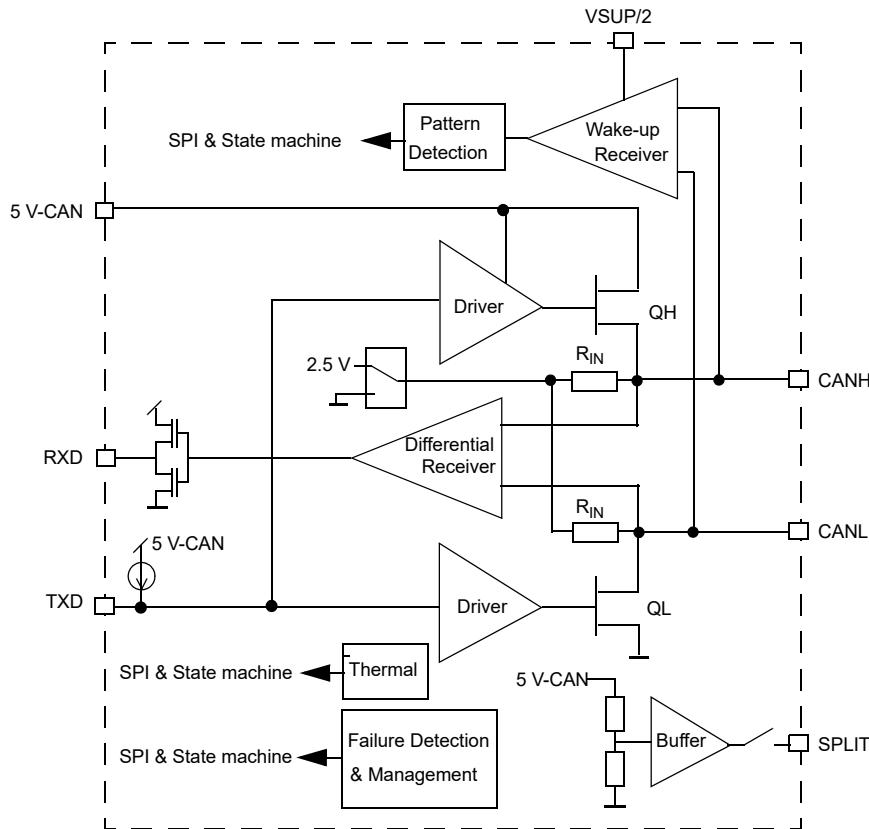 VSUP/2
Pattern
Detection
Wake-up
Receiver
SPI & State machine
5 V-CAN
Driver
QH
2.5 V
RIN
CANH
Differential
Receiver
RXD
RIN
CANL
5 V-CAN
TXD
Driver
QL
SPI & State machine
Thermal
5 V-CAN
Failure Detection
& Management
SPI & State machine
Buffer
SPLIT